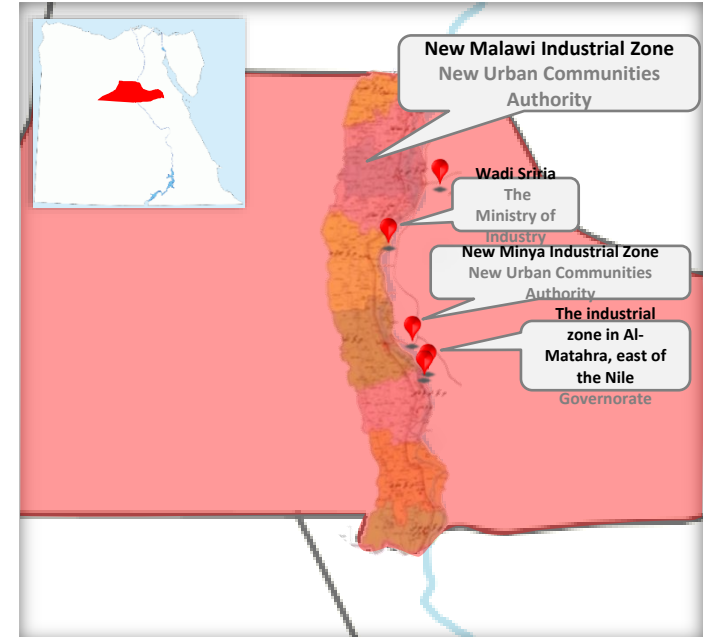 New Malawi Industrial Zone
New Urban Communities
Authority
Wadi Sriria
The
Ministry of
Industry
New Minya Industrial Zone
New Urban Communities
Authority
The industrial
zone in Al-
Matahra, east of
the Nile
Governorate